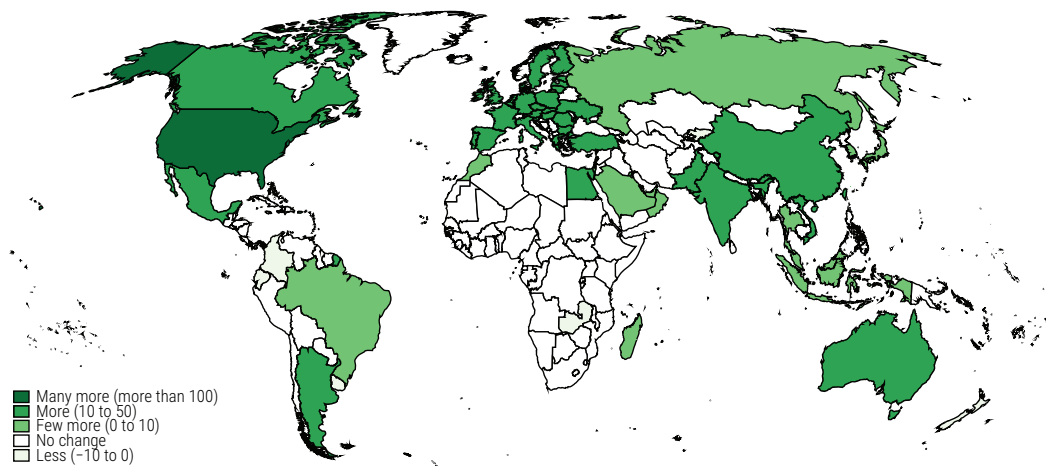 Many more (more than 100)
More (10 to 50)
Few more (0 to 10)
No change
Less (−10 to 0)